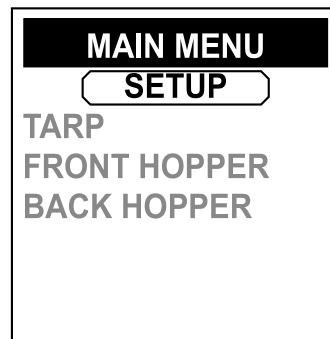 MAIN MENU
SETUP
TARP
FRONT HOPPER
BACK HOPPER